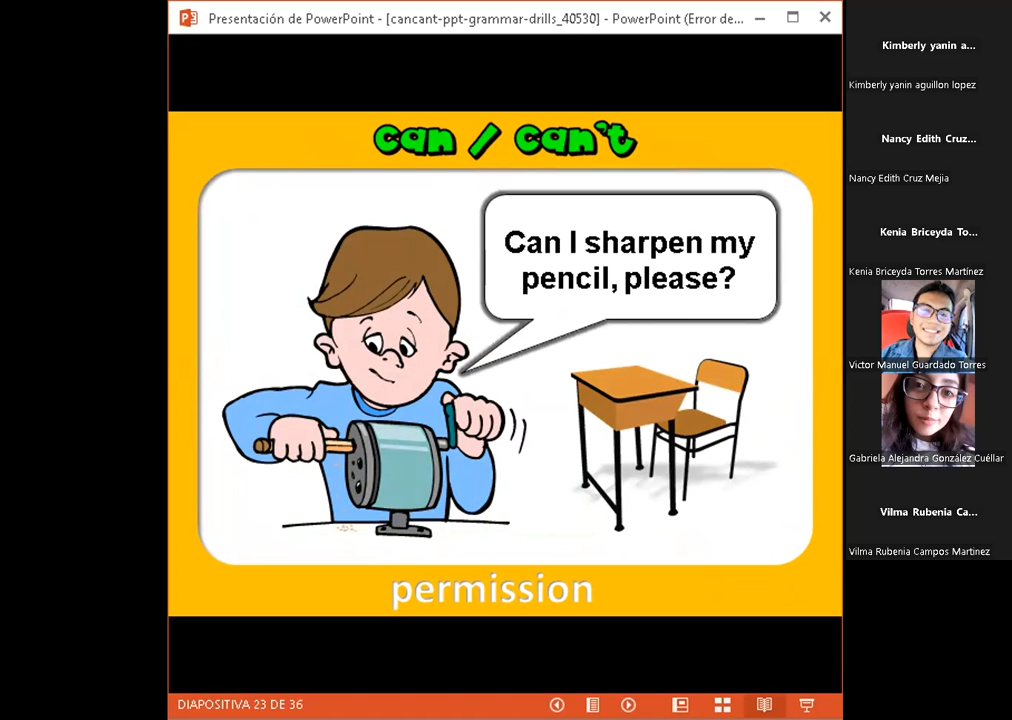 Presentación de PowerPoint - [cancant-ppt-grammar-drills_40530] - PowerPoint (Error de...
can / can't
Can I sharpen my
pencil, please?
permission
DIAPOSITIVA 23 DE 36
Kimberly yanin a...
Kimberly yanin aguillon lopez
Nancy Edith Cruz...
Nancy Edith Cruz Mejia
Kenia Briceyda To...
Kenia Briceyda Torres Martínez
Victor Manuel Guardado Torres
Gabriela Alejandra González Cuéllar
Vilma Rubenia Ca...
Vilma Rubenia Campos Martinez